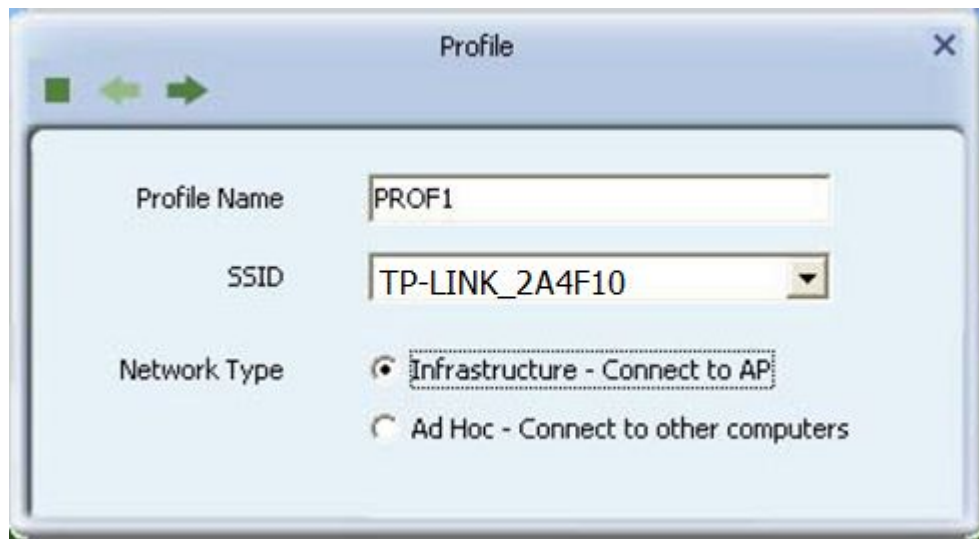 Profile
Profile Name PROF1
SSID TP-LINK_2A4F10
Network Type Infrastructure - Connect to AP
Ad Hoc - Connect to other computers